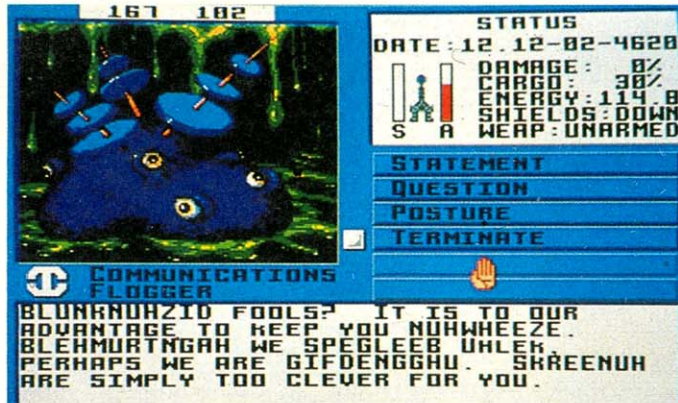 167 102
STATUS
DATE:12.12-02-4620
DAMAGE: 0%
CARGO: 30%
ENERGY:114.8
SHIELDS:DOWN
WEAP:UNARMED
S A
STATEMENT
QUESTION
POSTURE
TERMINATE
COMMUNICATIONS
FLOGGER
BLUNKNUHZID FOOLS? IT IS TO OUR
ADVANTAGE TO KEEP YOU NUHWHEEZE.
BLEHMURTNGAH WE SPEGLEEB UHLEK.
PERHAPS WE ARE GIFDENGGHU. SKREENUH
ARE SIMPLY TOO CLEVER FOR YOU.